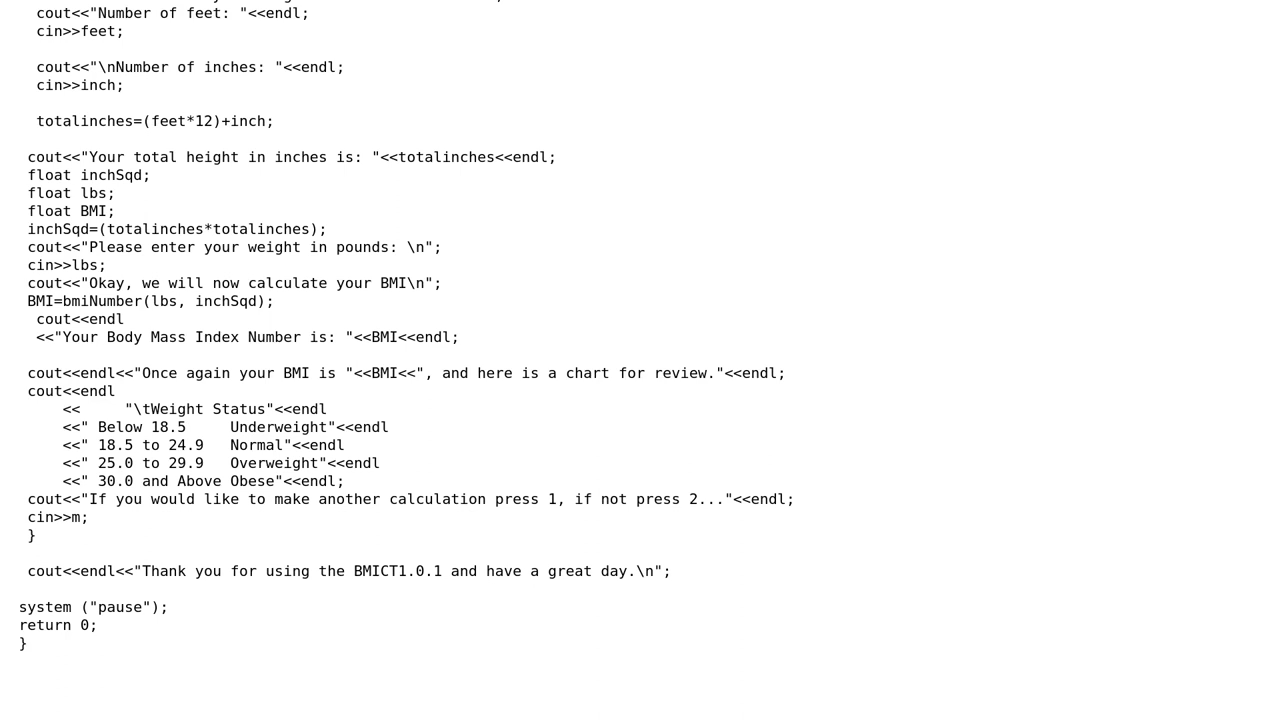 cout<<"Number of feet: "<<endl;
cin>>feet;
cout<<"\nNumber of inches: "<<endl;
cin>>inch;
totalinches=(feet*12)+inch;
cout<<"Your total height in inches is: "<<totalinches<<endl;
float inchSqd;
float lbs;
float BMI;
inchSqd=(totalinches*totalinches);
cout<<"Please enter your weight in pounds: \n";
cin>>lbs;
cout<<"Okay, we will now calculate your BMI\n";
BMI=bmiNumber(lbs, inchSqd);
cout<<endl
<<"Your Body Mass Index Number is: "<<BMI<<endl;
cout<<endl<<"Once again your BMI is "<<BMI<<", and here is a chart for review."<<endl;
cout<<endl
<<     "\tWeight Status"<<endl
<<" Below 18.5     Underweight"<<endl
<<" 18.5 to 24.9   Normal"<<endl
<<" 25.0 to 29.9   Overweight"<<endl
<<" 30.0 and Above Obese"<<endl;
cout<<"If you would like to make another calculation press 1, if not press 2..."<<endl;
cin>>m;
}
cout<<endl<<"Thank you for using the BMICT1.0.1 and have a great day.\n";
system ("pause");
return 0;
}